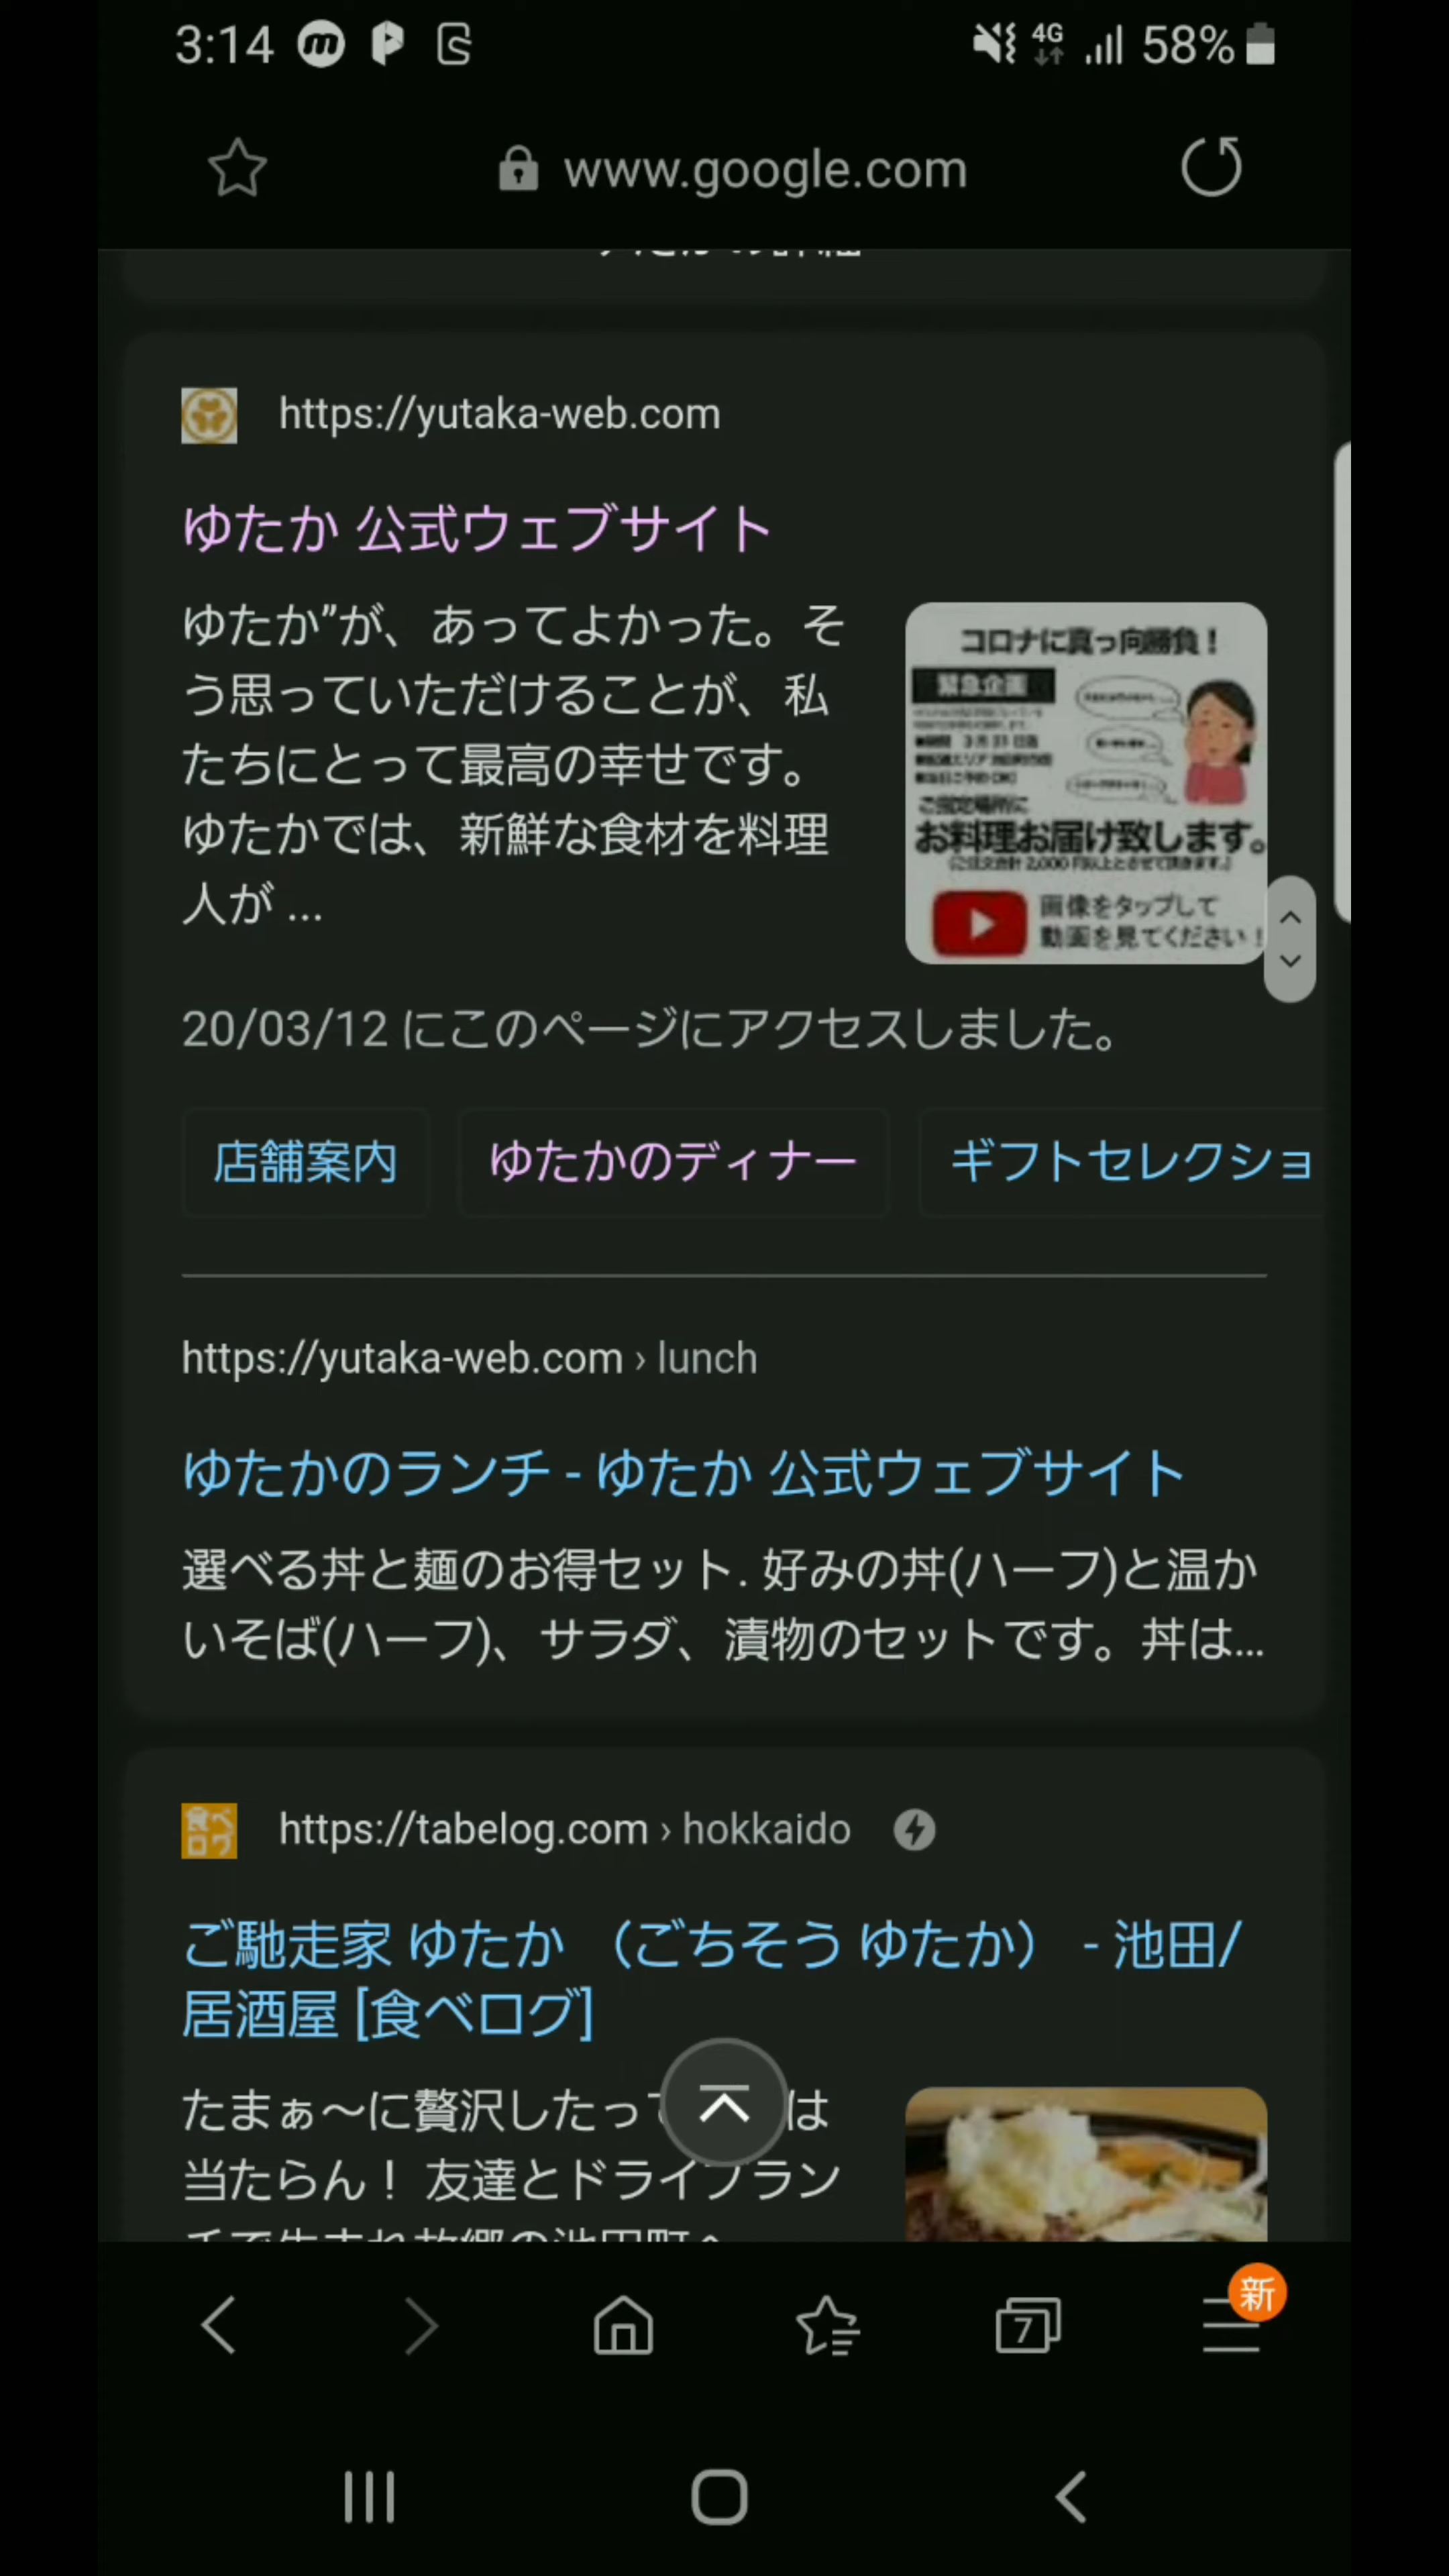 3:14
4G
58%
www.google.com
https://yutaka-web.com
ゆたか 公式ウェブサイト
ゆたか”が、あってよかった。そ
う思っていただけることが、私
たちにとって最高の幸せです。
ゆたかでは、新鮮な食材を料理
人が ...
コロナに真っ向勝負！
緊急企画
ご指定場所に
お料理お届け致します。
画像をタップして
動画を見てください！
20/03/12 にこのページにアクセスしました。
店舗案内
ゆたかのディナー
ギフトセレクショ
https://yutaka-web.com › lunch
ゆたかのランチ - ゆたか 公式ウェブサイト
選べる丼と麺のお得セット. 好みの丼(ハーフ)と温か
いそば(ハーフ)、サラダ、漬物のセットです。丼は...
食べログ
https://tabelog.com › hokkaido
ご馳走家 ゆたか （ごちそう ゆたか） - 池田/
居酒屋 [食べログ]
たまぁ～に贅沢したって は
当たらん！ 友達とドライブラン
新
7